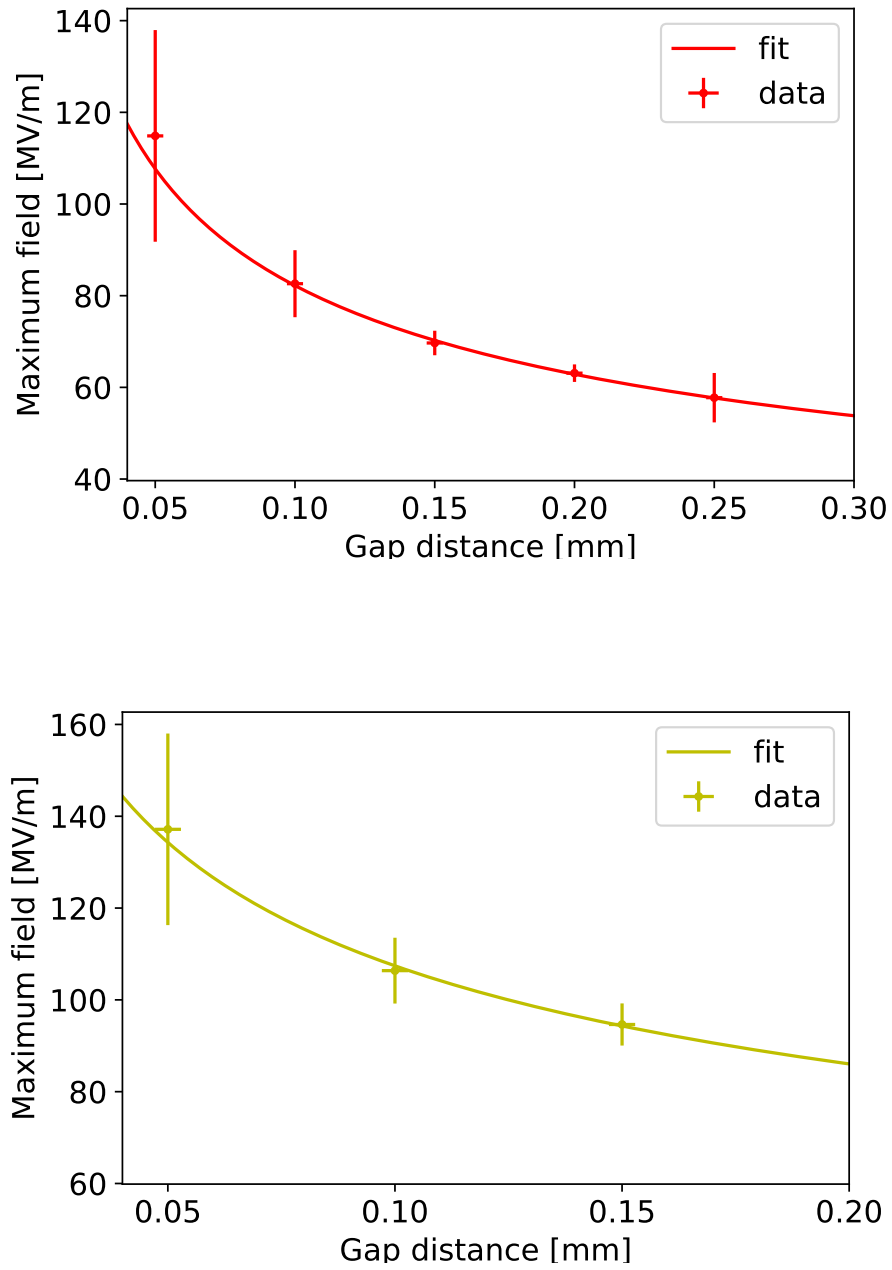 140
120
100
80
60
40
Maximum field [MV/m]
fit
data
0.05 0.10 0.15 0.20 0.25 0.30
Gap distance [mm]
160
140
120
100
80
60
Maximum field [MV/m]
fit
data
0.05 0.10 0.15 0.20
Gap distance [mm]